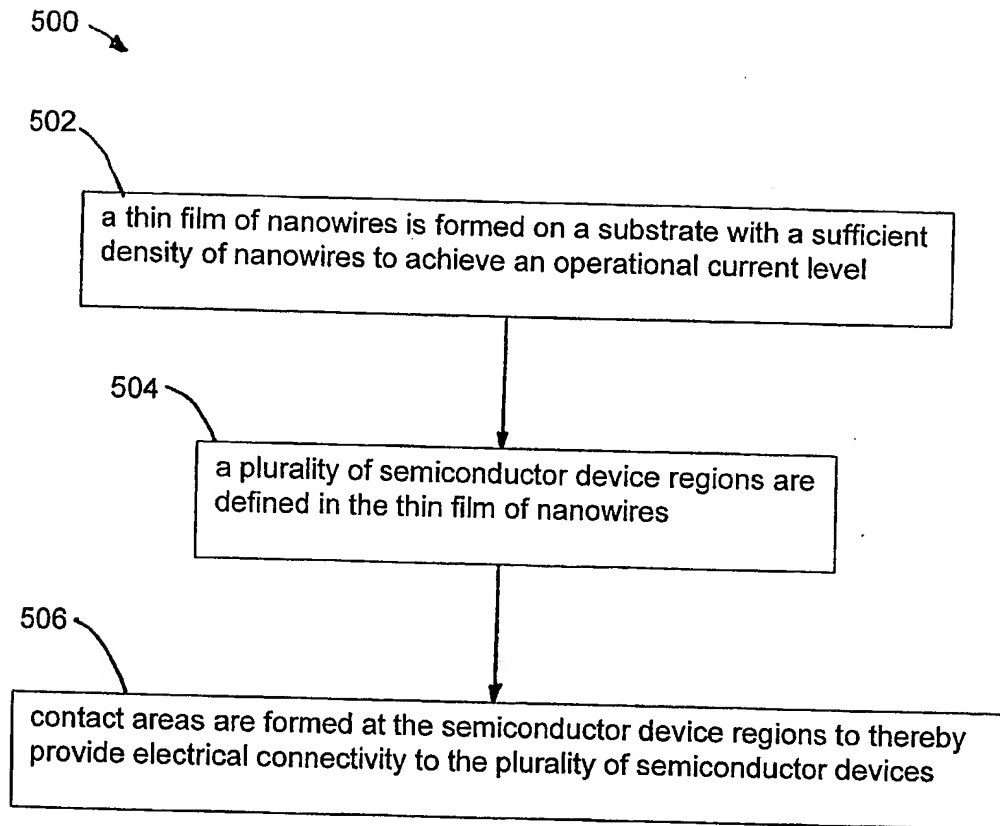 500
502
a thin film of nanowires is formed on a substrate with a sufficient
density of nanowires to achieve an operational current level
504
a plurality of semiconductor device regions are
defined in the thin film of nanowires
506
contact areas are formed at the semiconductor device regions to thereby
provide electrical connectivity to the plurality of semiconductor devices